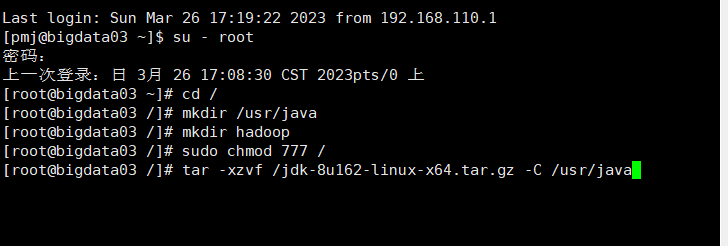 Last login: Sun Mar 26 17:19:22 2023 from 192.168.110.1
[pmj@bigdata03 ~]$ su - root
密码：
上一次登录：日 3月 26 17:08:30 CST 2023pts/0 上
[root@bigdata03 ~]# cd /
[root@bigdata03 /]# mkdir /usr/java
[root@bigdata03 /]# mkdir hadoop
[root@bigdata03 /]# sudo chmod 777 /
[root@bigdata03 /]# tar -xzvf /jdk-8u162-linux-x64.tar.gz -C /usr/java